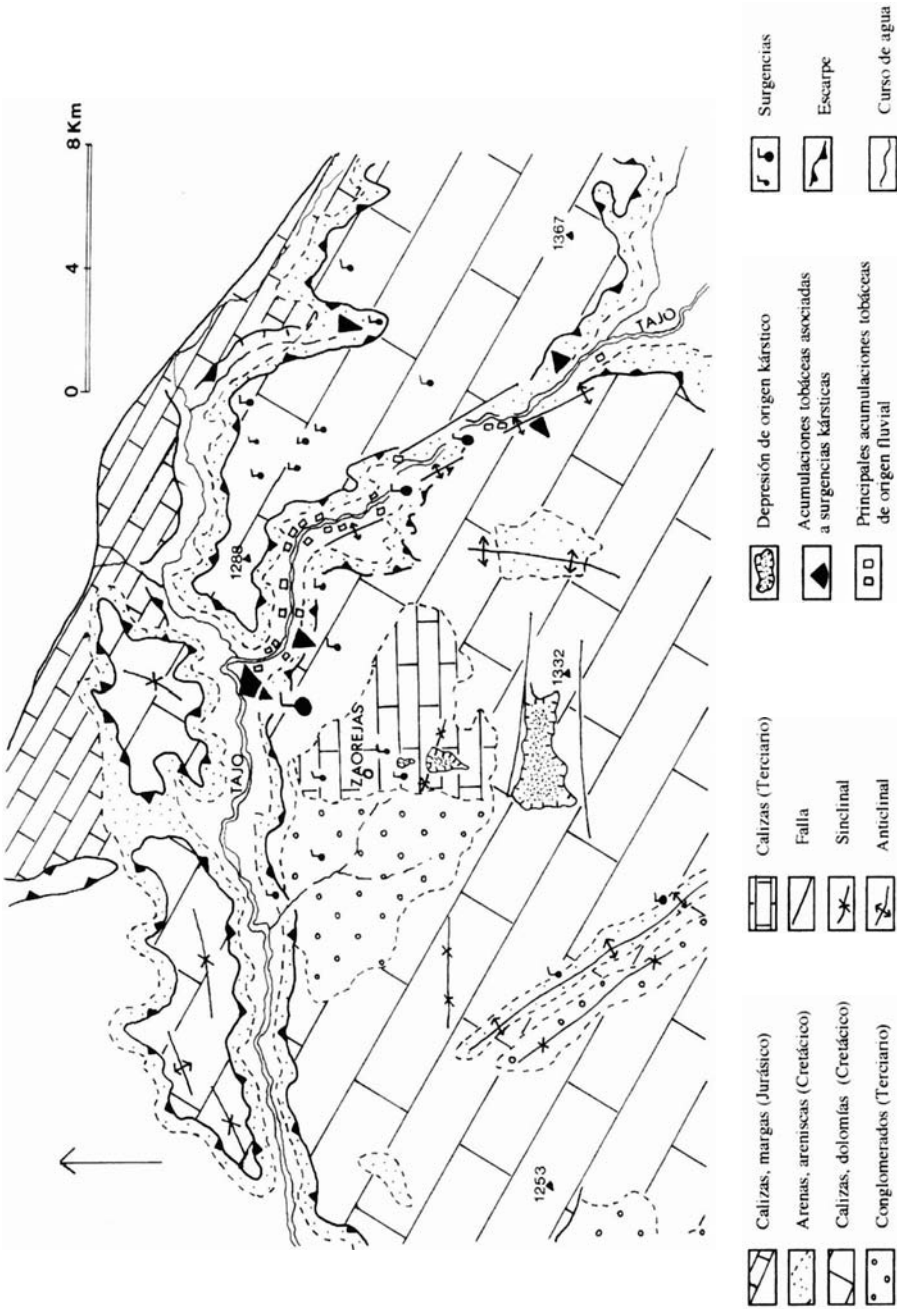 0 4 8 Km
1288
1367
TAJO
TAJO
ZAOREJAS
1332
1253
Calizas, margas (Jurásico)
Arenas, areniscas (Cretácico)
Calizas, dolomías (Cretácico)
Conglomerados (Terciario)
Calizas (Terciario)
Falla
Sinclinal
Anticlinal
Depresión de origen kárstico
Acumulaciones tobáceas asociadas
a surgencias kársticas
Principales acumulaciones tobáceas
de origen fluvial
Surgencias
Escarpe
Curso de agua